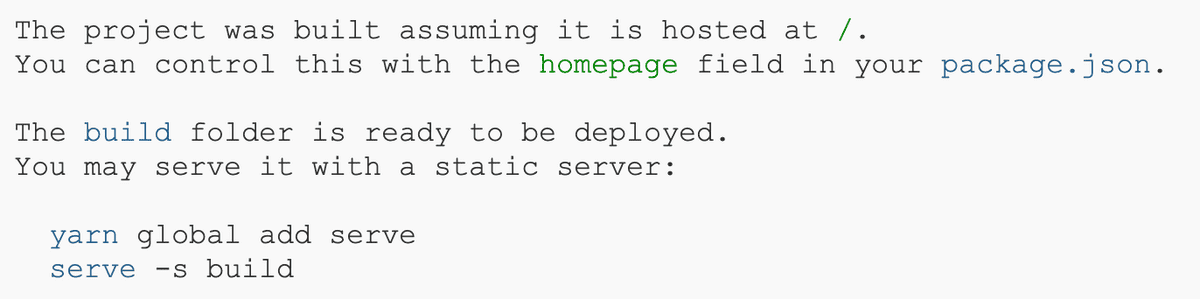 The project was built assuming it is hosted at /.
You can control this with the homepage field in your package.json.
The build folder is ready to be deployed.
You may serve it with a static server:
yarn global add serve
serve -s build